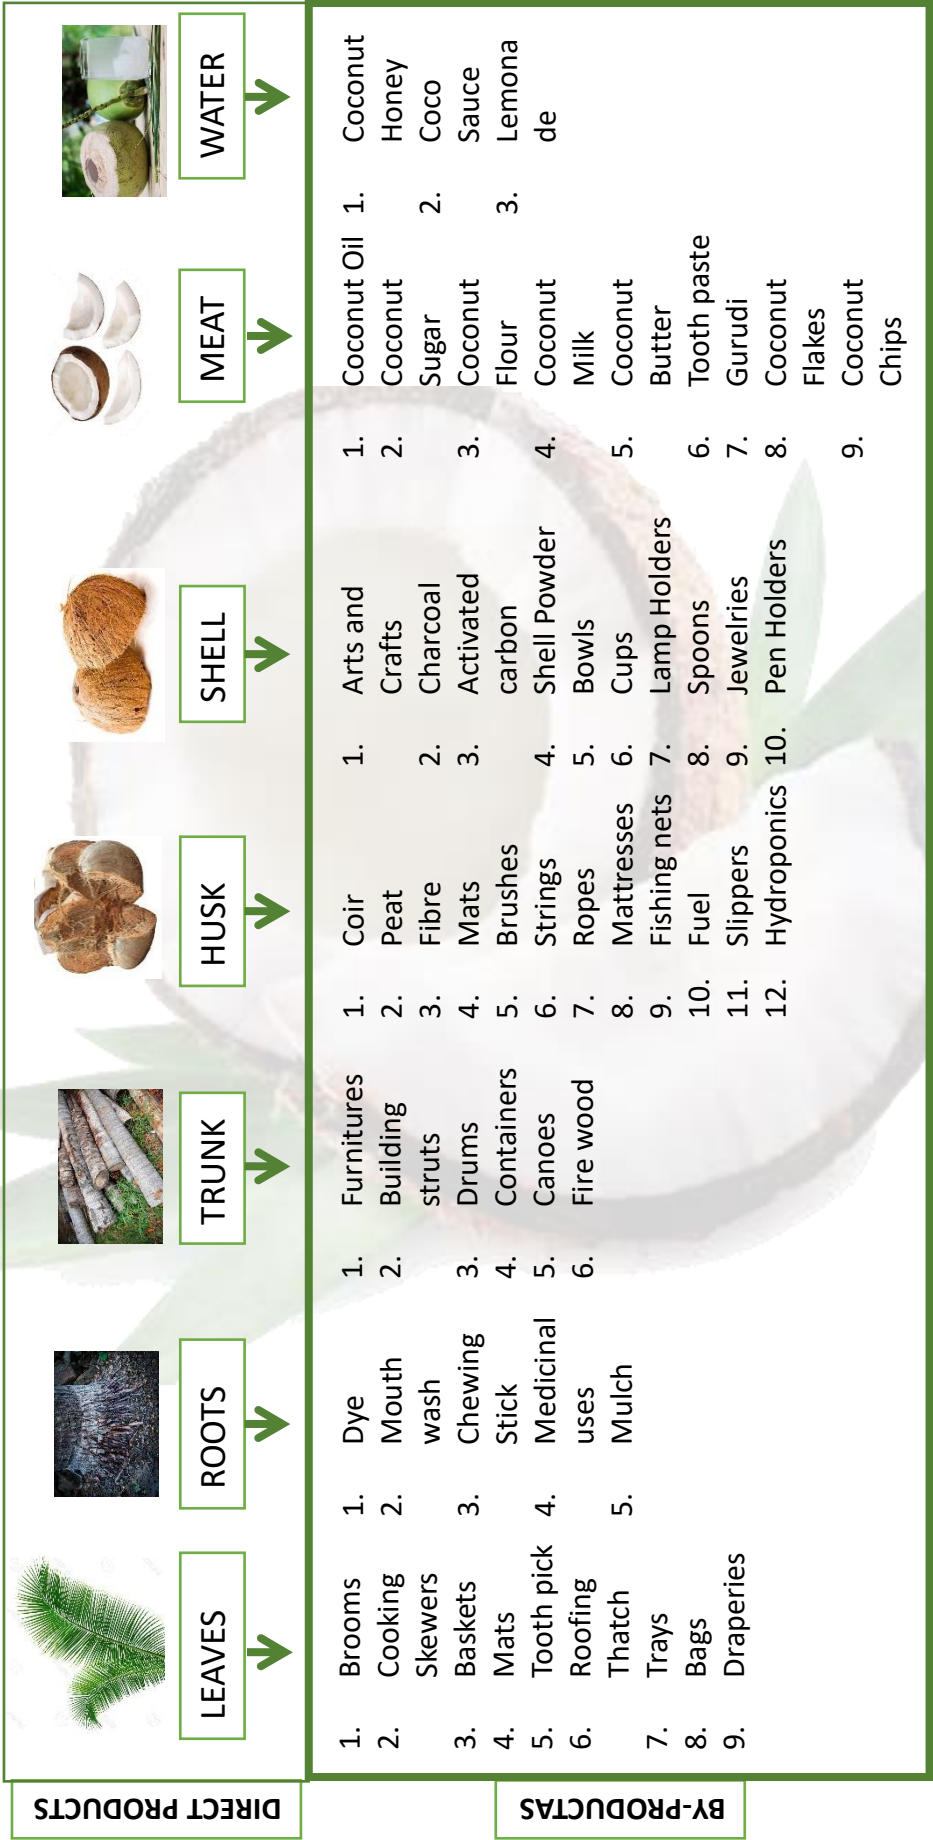 DIRECT PRODUCTS
LEAVES
ROOTS
TRUNK
HUSK
SHELL
MEAT
WATER
BY-PRODUCTAS
1. Brooms
2. Cooking
Skewers
3. Baskets
4. Mats
5. Tooth pick
6. Roofing
Thatch
7. Trays
8. Bags
9. Draperies
1. Dye
2. Mouth
wash
3. Chewing
Stick
4. Medicinal
uses
5. Mulch
1. Furnitures
2. Building
struts
3. Drums
4. Containers
5. Canoes
6. Fire wood
1. Coir
2. Peat
3. Fibre
4. Mats
5. Brushes
6. Strings
7. Ropes
8. Mattresses
9. Fishing nets
10. Fuel
11. Slippers
12. Hydroponics
1. Arts and
Crafts
2. Charcoal
3. Activated
carbon
4. Shell Powder
5. Bowls
6. Cups
7. Lamp Holders
8. Spoons
9. Jewelries
10. Pen Holders
1. Coconut Oil
2. Coconut
Sugar
3. Coconut
Flour
4. Coconut
Milk
5. Coconut
Butter
6. Tooth paste
7. Gurudi
8. Coconut
Flakes
9. Coconut
Chips
1. Coconut
Honey
2. Coco
Sauce
3. Lemona
de